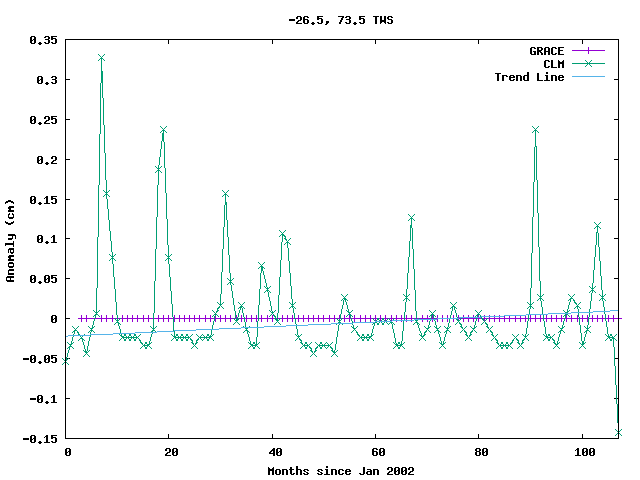 -26.5, 73.5 TWS
GRACE
CLM
Trend Line
0.35
0.3
0.25
0.2
0.15
0.1
0.05
0
-0.05
-0.1
-0.15
Anomaly (cm)
0 20 40 60 80 100
Months since Jan 2002